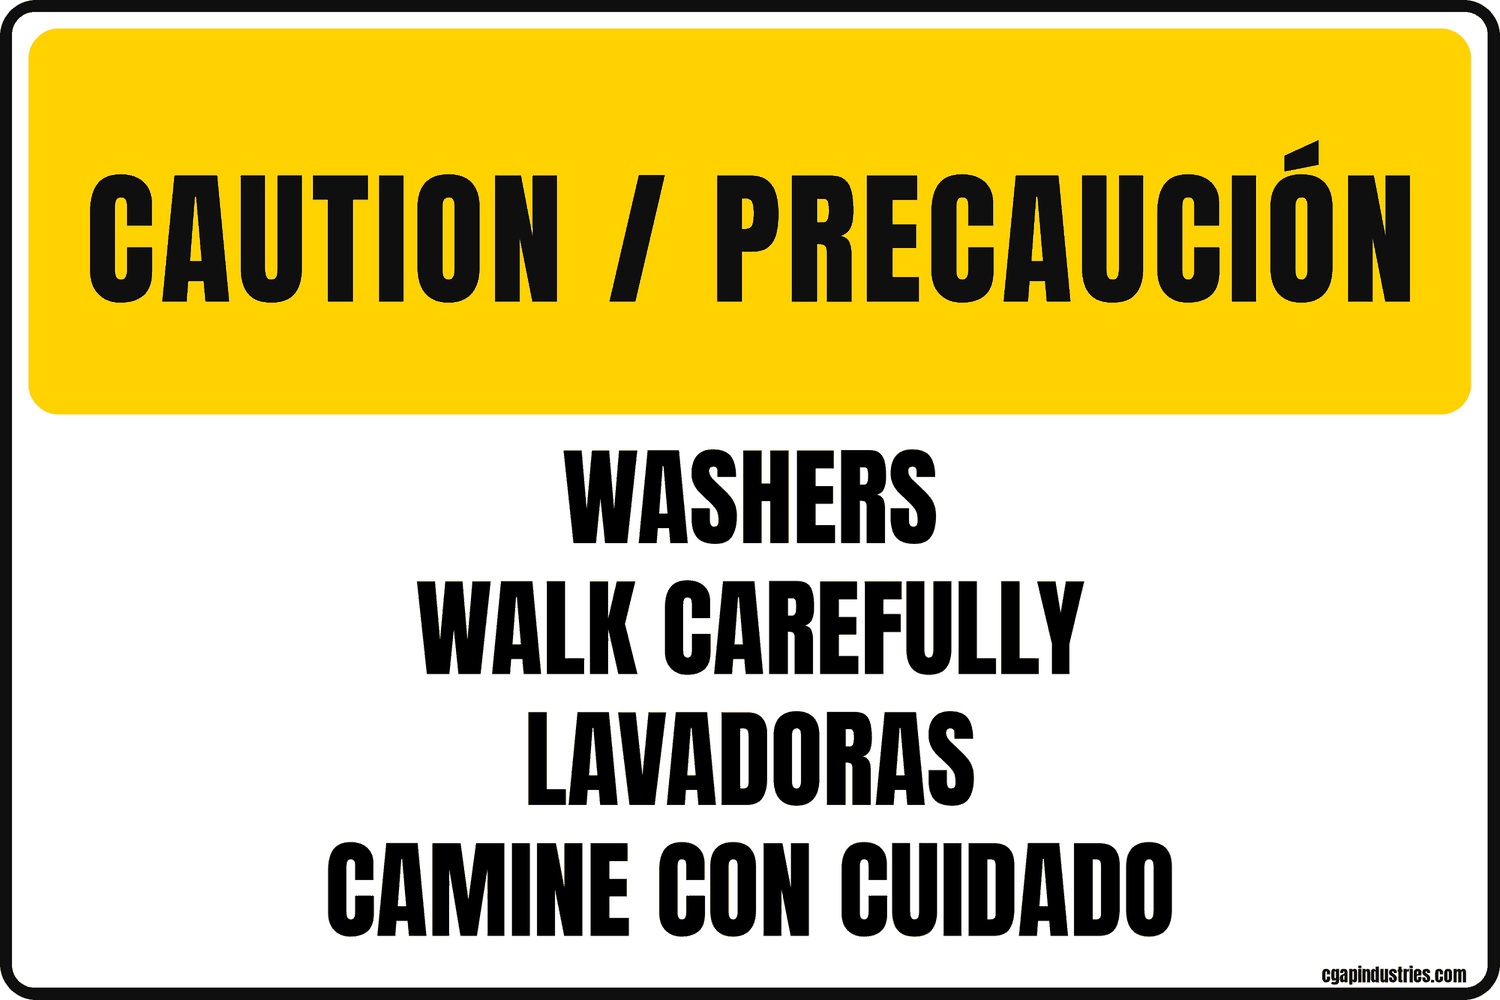 CAUTION / PRECAUCIÓN
WASHERS
WALK CAREFULLY
LAVADORAS
CAMINE CON CUIDADO
cgapindustries.com